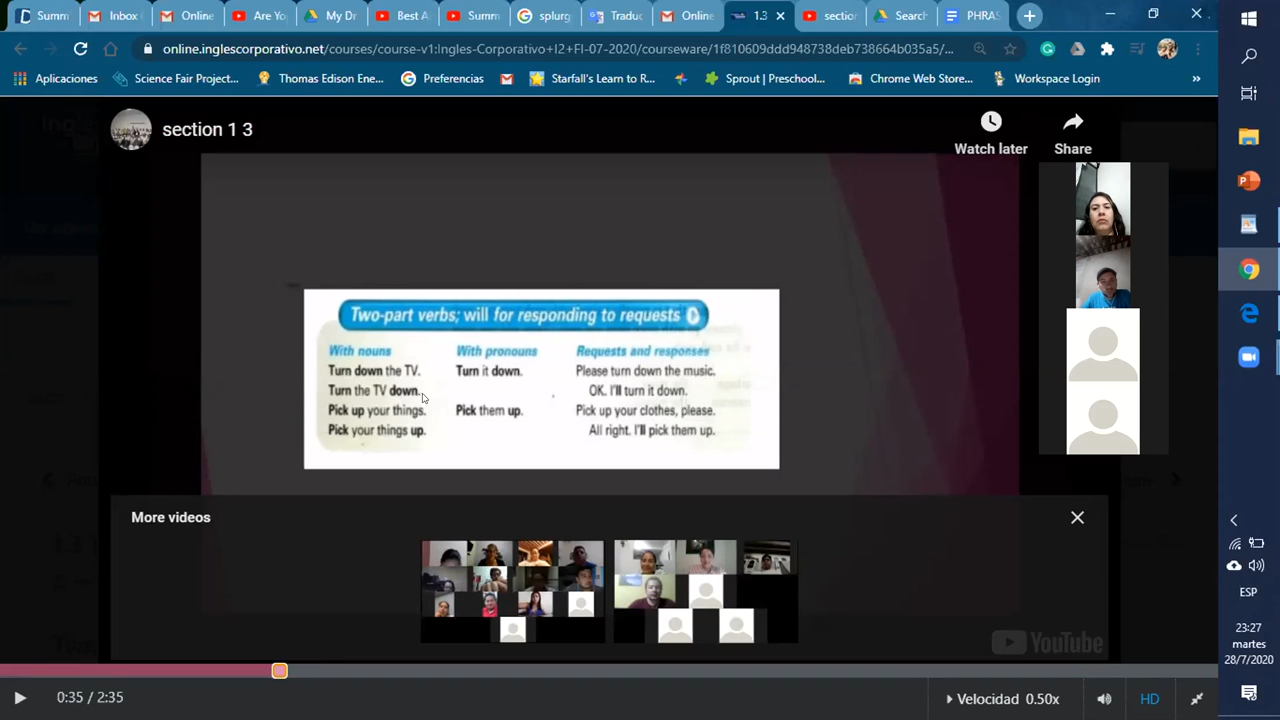 Summ
Inbox (
Online
Are Yo
My Dr
Best A
Summ
splurg
Traduc
Online
1.3
section
Search
PHRAS
online.inglescorporativo.net/courses/course-v1:Ingles-Corporativo+I2+FI-07-2020/courseware/1f810609ddd948738deb738664b035a5/...
Aplicaciones
Science Fair Project...
Thomas Edison Ene...
Preferencias
Starfall's Learn to R...
Sprout | Preschool...
Chrome Web Store...
Workspace Login
»
section 1 3
Watch later
Share
Two-part verbs; will for responding to requests
With nouns
With pronouns
Requests and responses
Turn down the TV.
Turn it down.
Please turn down the music.
Turn the TV down.
OK. I'll turn it down.
Pick up your things.
Pick them up.
Pick up your clothes, please.
Pick your things up.
All right. I'll pick them up.
More videos
YouTube
0:35 / 2:35
Velocidad 0.50x
HD
ESP
23:27
martes
28/7/2020